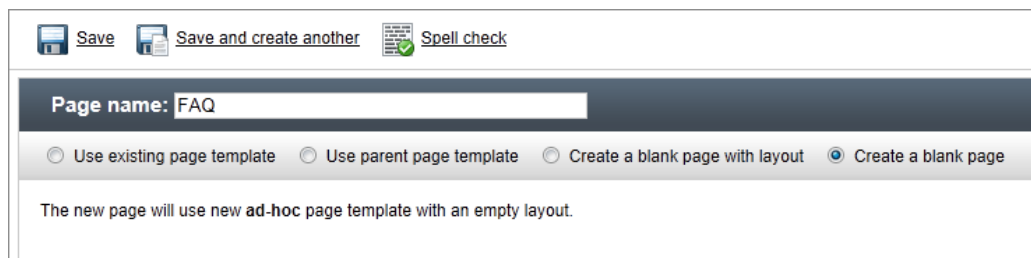 Save Save and create another Spell check
Page name: FAQ
Use existing page template Use parent page template Create a blank page with layout Create a blank page
The new page will use new ad-hoc page template with an empty layout.